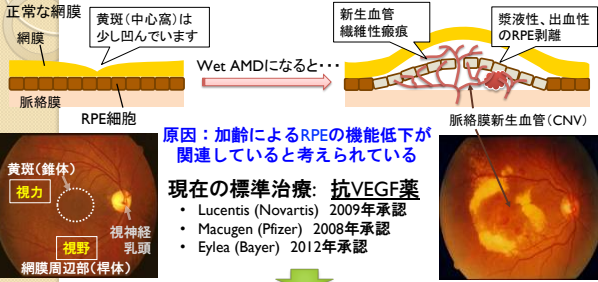 正常な網膜
網膜
黄斑(中心窩)は
少し凹んでいます
脈絡膜
RPE細胞
Wet AMDになると・・・
新生血管
繊維性瘢痕
漿液性、出血性
のRPE剥離
脈絡膜新生血管(CNV)
原因:加齢によるRPEの機能低下が
関連していると考えられている
黄斑(錐体)
視力
視神経
乳頭
視野
網膜周辺部(桿体)
現在の標準治療: 抗VEGF薬
• Lucentis (Novartis) 2009年承認
• Macugen (Pfizer) 2008年承認
• Eylea (Bayer) 2012年承認